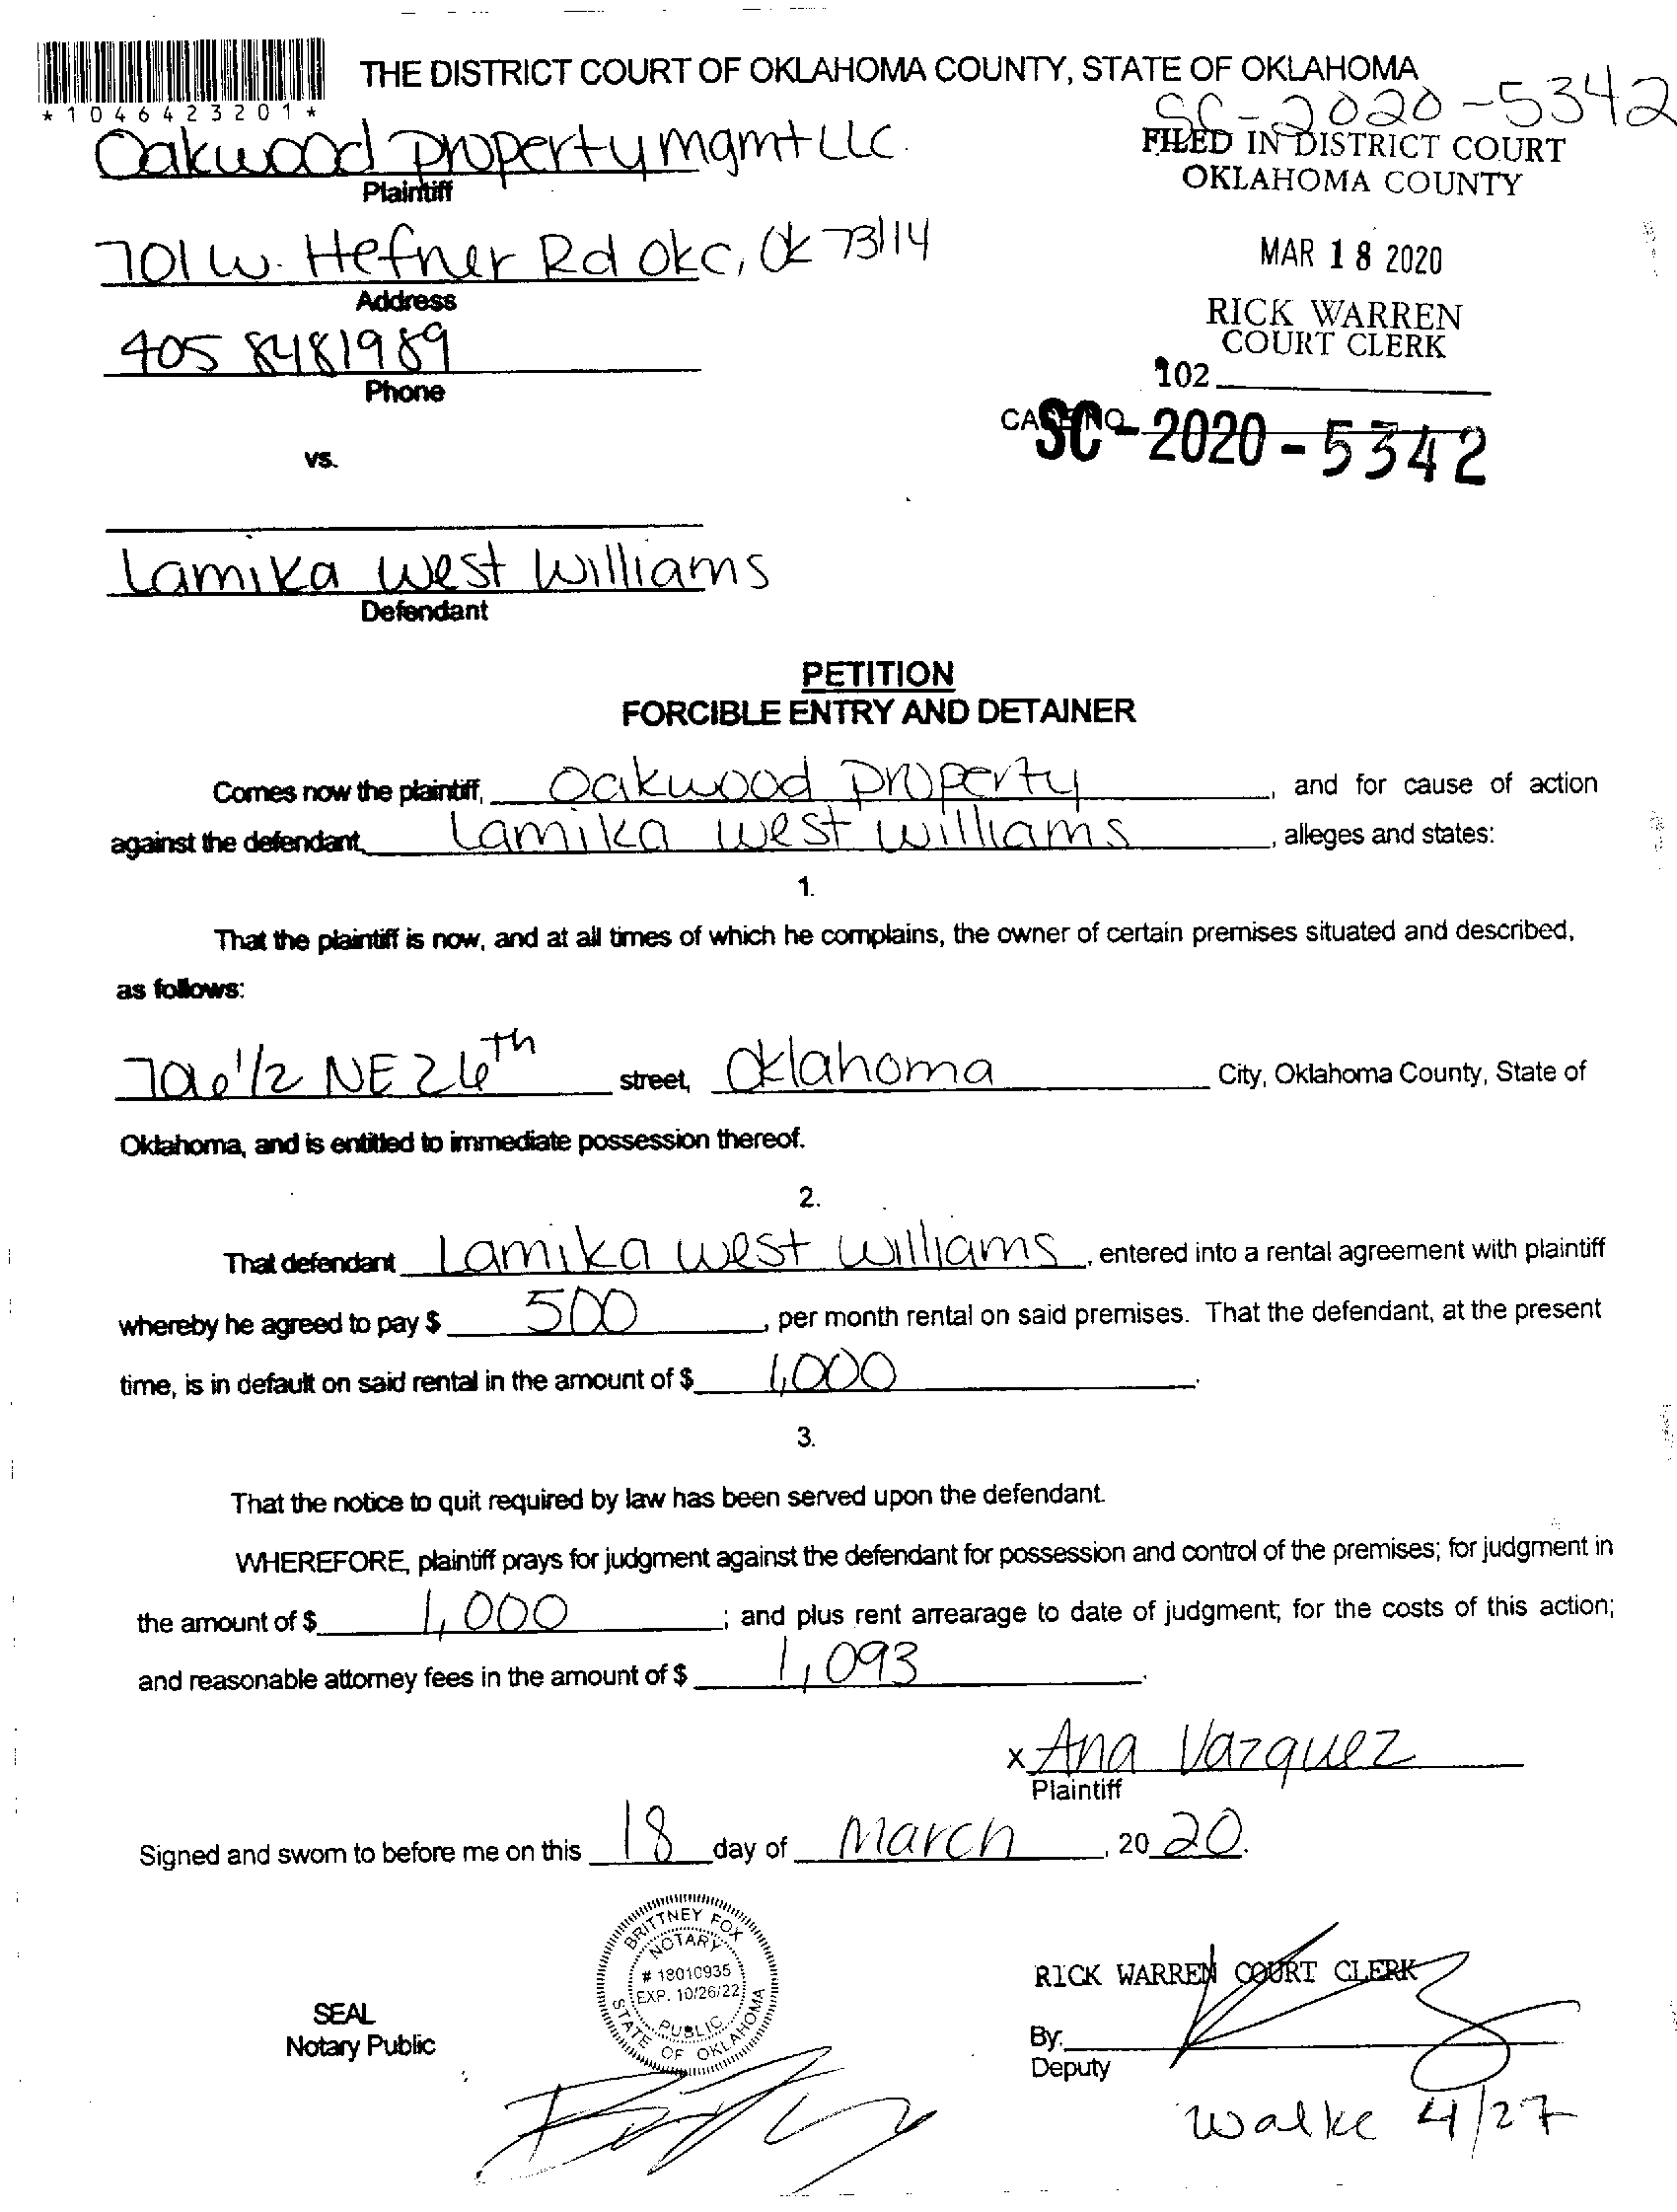 THE DISTRICT COURT OF OKLAHOMA COUNTY, STATE OF OKLAHOMA
*1046423201*
SC-2020-5342
Oakwood Property mgmt LLC.
Plaintiff
FILED IN DISTRICT COURT
OKLAHOMA COUNTY
701 W. Hefner Rd OKC, OK 73114
Address
MAR 18 2020
RICK WARREN
COURT CLERK
405 8481989
Phone
102
CASE NO. SC-2020-5342
vs.
Lamika West Williams
Defendant
PETITION
FORCIBLE ENTRY AND DETAINER
Comes now the plaintiff, Oakwood Property, and for cause of action
against the defendant, Lamika West Williams, alleges and states:
1.
That the plaintiff is now, and at all times of which he complains, the owner of certain premises situated and described,
as follows:
706 1/2 NE 26th street, Oklahoma City, Oklahoma County, State of
Oklahoma, and is entitled to immediate possession thereof.
2.
That defendant Lamika West Williams, entered into a rental agreement with plaintiff
whereby he agreed to pay $ 500, per month rental on said premises. That the defendant, at the present
time, is in default on said rental in the amount of $ 1,000.
3.
That the notice to quit required by law has been served upon the defendant.
WHEREFORE, plaintiff prays for judgment against the defendant for possession and control of the premises; for judgment in
the amount of $ 1,000; and plus rent arrearage to date of judgment; for the costs of this action;
and reasonable attorney fees in the amount of $ 1,093.
x Ana Vazquez
Plaintiff
Signed and sworn to before me on this 18 day of March, 20 20.
BRITTNEY FOX
NOTARY
# 18010935
EXP. 10/26/22
PUBLIC
STATE OF OKLAHOMA
RICK WARREN COURT CLERK
SEAL
Notary Public
By:
Deputy
Walke 4/27